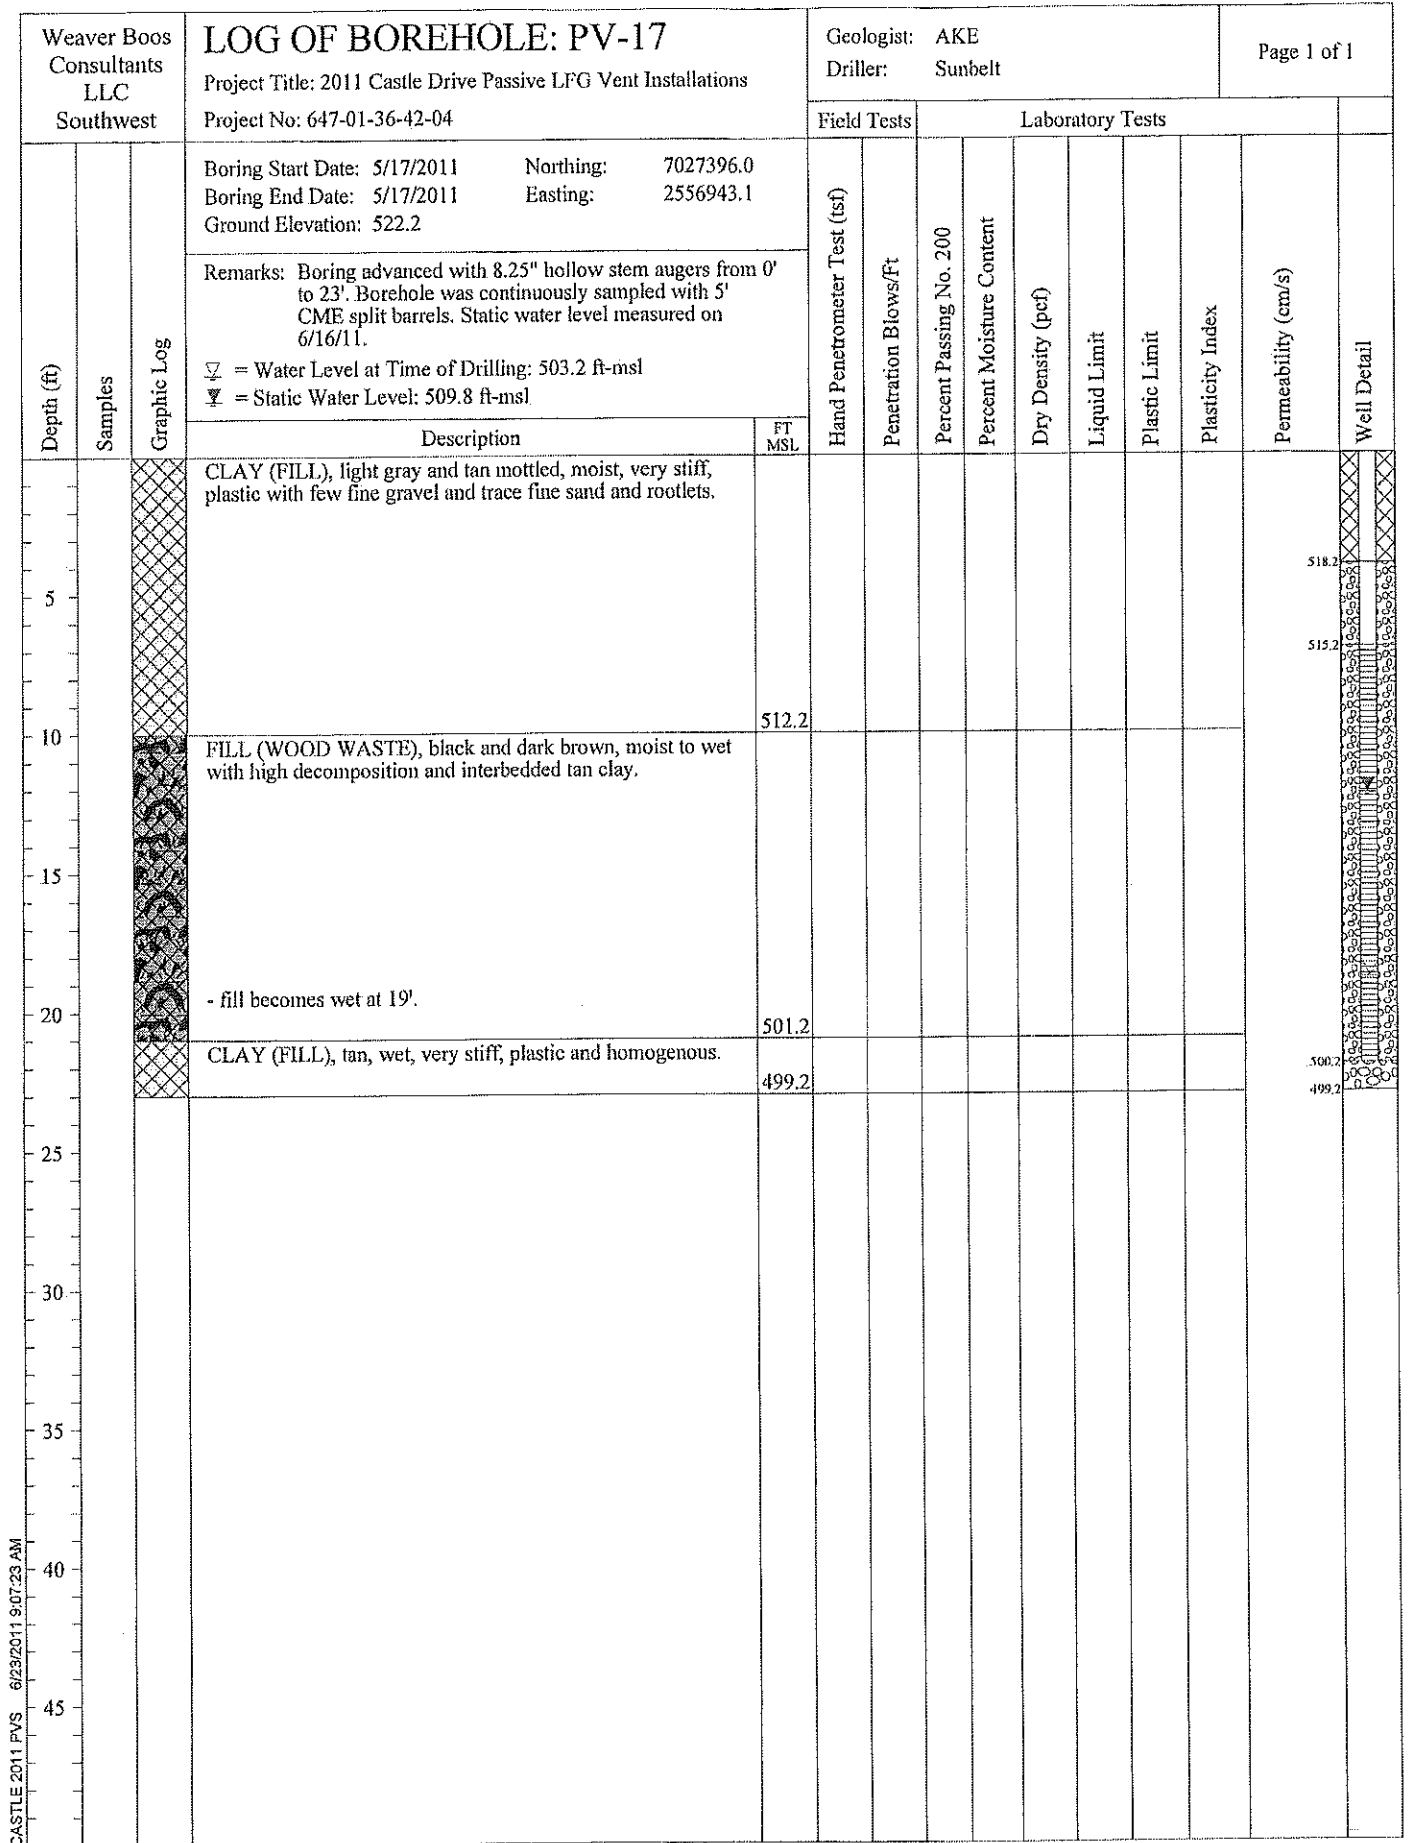 Weaver Boos
Consultants
LLC
Southwest
LOG OF BOREHOLE: PV-17
Project Title: 2011 Castle Drive Passive LFG Vent Installations
Project No: 647-01-36-42-04
Geologist: AKE
Driller: Sunbelt
Page 1 of 1
Field Tests
Laboratory Tests
Boring Start Date: 5/17/2011 Northing: 7027396.0
Boring End Date: 5/17/2011 Easting: 2556943.1
Ground Elevation: 522.2
Remarks: Boring advanced with 8.25" hollow stem augers from 0'
to 23'. Borehole was continuously sampled with 5'
CME split barrels. Static water level measured on
6/16/11.
= Water Level at Time of Drilling: 503.2 ft-msl
= Static Water Level: 509.8 ft-msl
Depth (ft)
Samples
Graphic Log
Description
FT
MSL
Hand Penetrometer Test (tsf)
Penetration Blows/Ft
Percent Passing No. 200
Percent Moisture Content
Dry Density (pcf)
Liquid Limit
Plastic Limit
Plasticity Index
Permeability (cm/s)
Well Detail
CLAY (FILL), light gray and tan mottled, moist, very stiff,
plastic with few fine gravel and trace fine sand and rootlets.
518.2
5
515.2
512.2
10
FILL (WOOD WASTE), black and dark brown, moist to wet
with high decomposition and interbedded tan clay.
15
- fill becomes wet at 19'.
20
501.2
CLAY (FILL), tan, wet, very stiff, plastic and homogenous.
500.2
499.2
499.2
25
30
35
40
45
CASTLE 2011 PVS 6/23/2011 9:07:23 AM